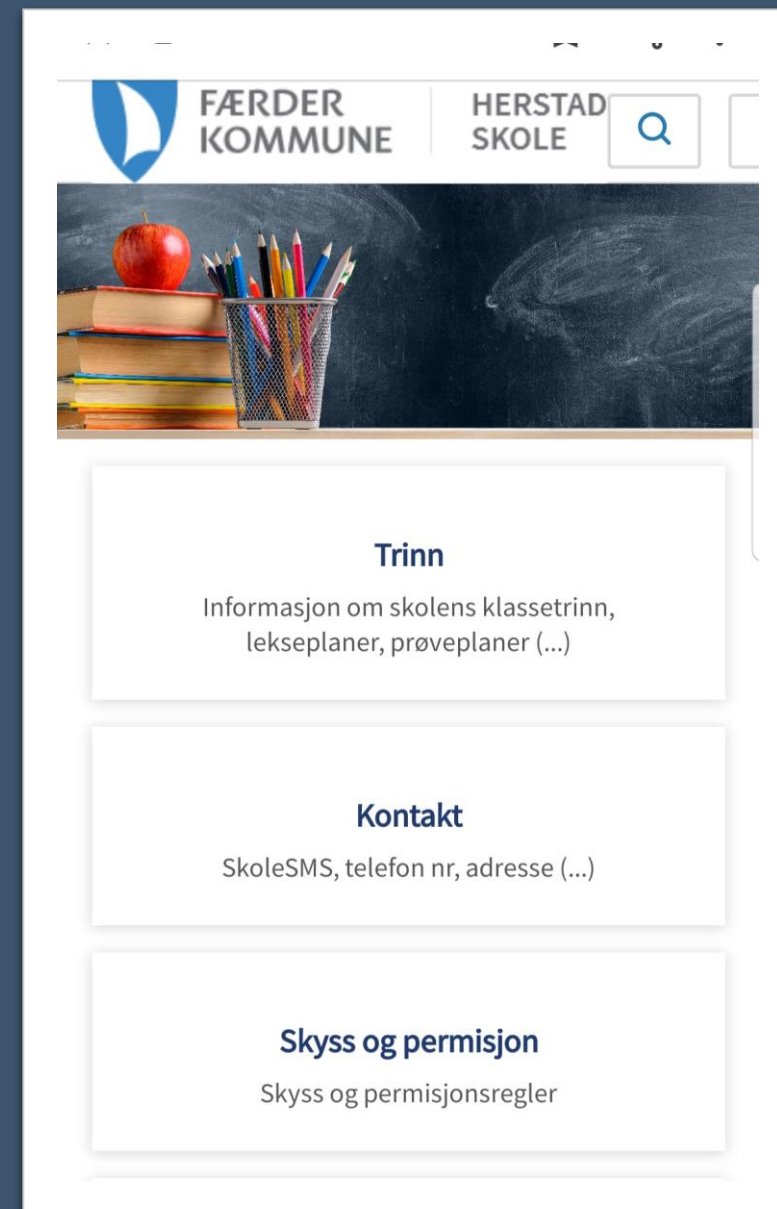 FÆRDER
KOMMUNE
HERSTAD
SKOLE
Trinn
Informasjon om skolens klassetrinn,
lekseplaner, prøveplaner (...)
Kontakt
SkoleSMS, telefon nr, adresse (...)
Skyss og permisjon
Skyss og permisjonsregler